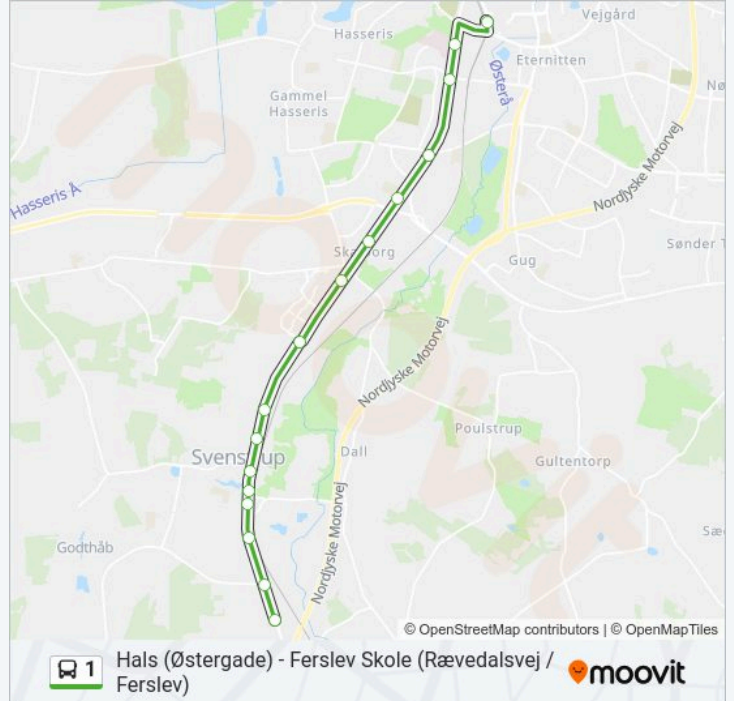 Vejgård
Hasseris
Eternitten
Østerå
Gammel
Hasseris
Nordjyske Motorvej
Hasseris Å
Sønder T
Gug
Nordjyske Motorvej
Poulstrup
Dall
Svenstrup
Gultentorp
Nordjyske Motorvej
Godthåb
© OpenStreetMap contributors | © OpenMapTiles
1
Hals (Østergade) - Ferslev Skole (Rævedalsvej /
Ferslev)
moovit